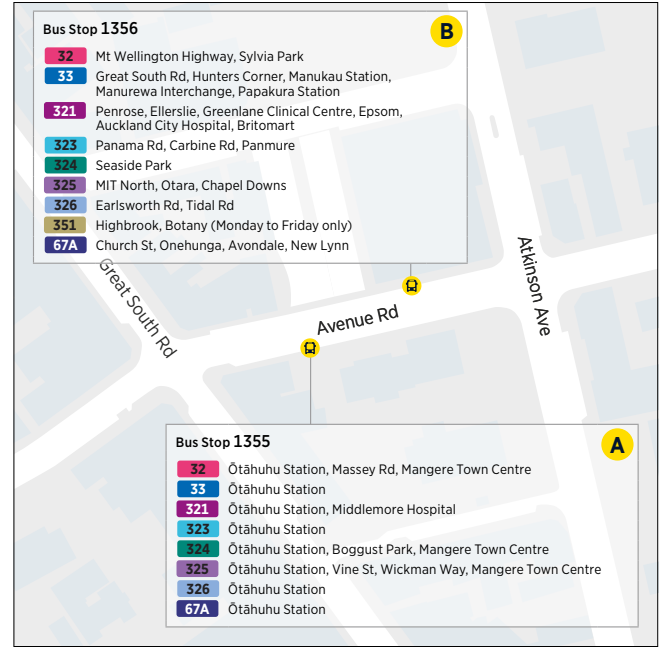 Bus Stop 1356
B
32 Mt Wellington Highway, Sylvia Park
33 Great South Rd, Hunters Corner, Manukau Station,
Manurewa Interchange, Papakura Station
321 Penrose, Ellerslie, Greenlane Clinical Centre, Epsom,
Auckland City Hospital, Britomart
323 Panama Rd, Carbine Rd, Panmure
324 Seaside Park
325 MIT North, Otara, Chapel Downs
326 Earlsworth Rd, Tidal Rd
351 Highbrook, Botany (Monday to Friday only)
67A Church St, Onehunga, Avondale, New Lynn
Great South Rd
Avenue Rd
Atkinson Ave
Bus Stop 1355
A
32 Ōtāhuhu Station, Massey Rd, Mangere Town Centre
33 Ōtāhuhu Station
321 Ōtāhuhu Station, Middlemore Hospital
323 Ōtāhuhu Station
324 Ōtāhuhu Station, Boggust Park, Mangere Town Centre
325 Ōtāhuhu Station, Vine St, Wickman Way, Mangere Town Centre
326 Ōtāhuhu Station
67A Ōtāhuhu Station